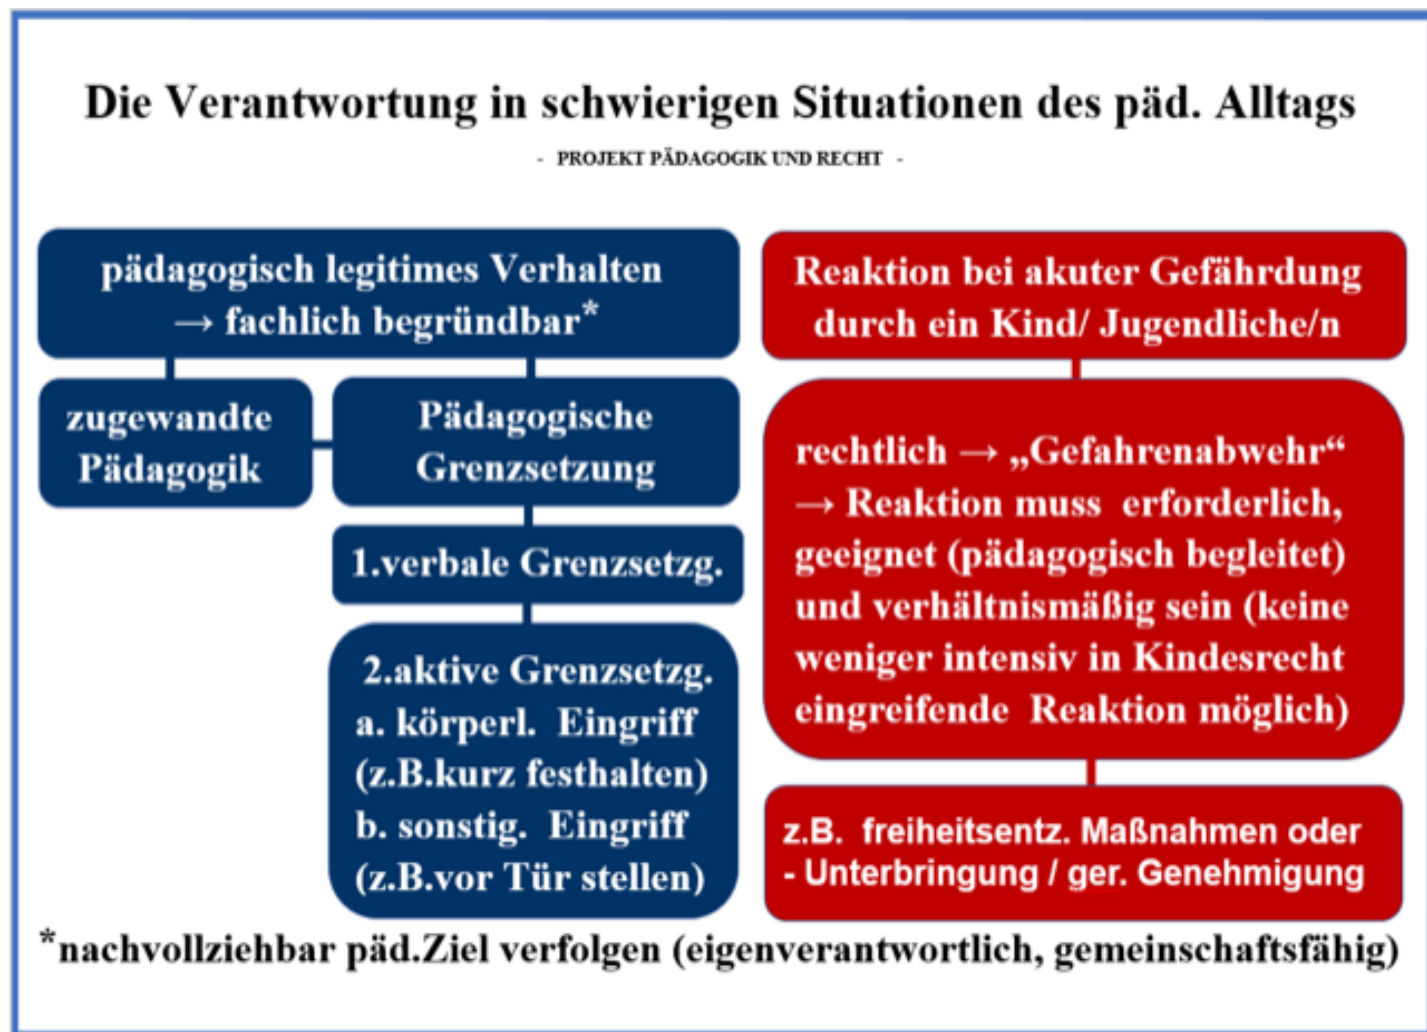 Die Verantwortung in schwierigen Situationen des päd. Alltags
- PROJEKT PÄDAGOGIK UND RECHT -
pädagogisch legitimes Verhalten
→ fachlich begründbar*
zugewandte
Pädagogik
Pädagogische
Grenzsetzung
1.verbale Grenzsetzg.
2.aktive Grenzsetzg.
a. körperl. Eingriff
(z.B.kurz festhalten)
b. sonstig. Eingriff
(z.B.vor Tür stellen)
Reaktion bei akuter Gefährdung
durch ein Kind/ Jugendliche/n
rechtlich → „Gefahrenabwehr“
→ Reaktion muss erforderlich,
geeignet (pädagogisch begleitet)
und verhältnismäßig sein (keine
weniger intensiv in Kindesrecht
eingreifende Reaktion möglich)
z.B. freiheitsentz. Maßnahmen oder
- Unterbringung / ger. Genehmigung
*nachvollziehbar päd.Ziel verfolgen (eigenverantwortlich, gemeinschaftsfähig)